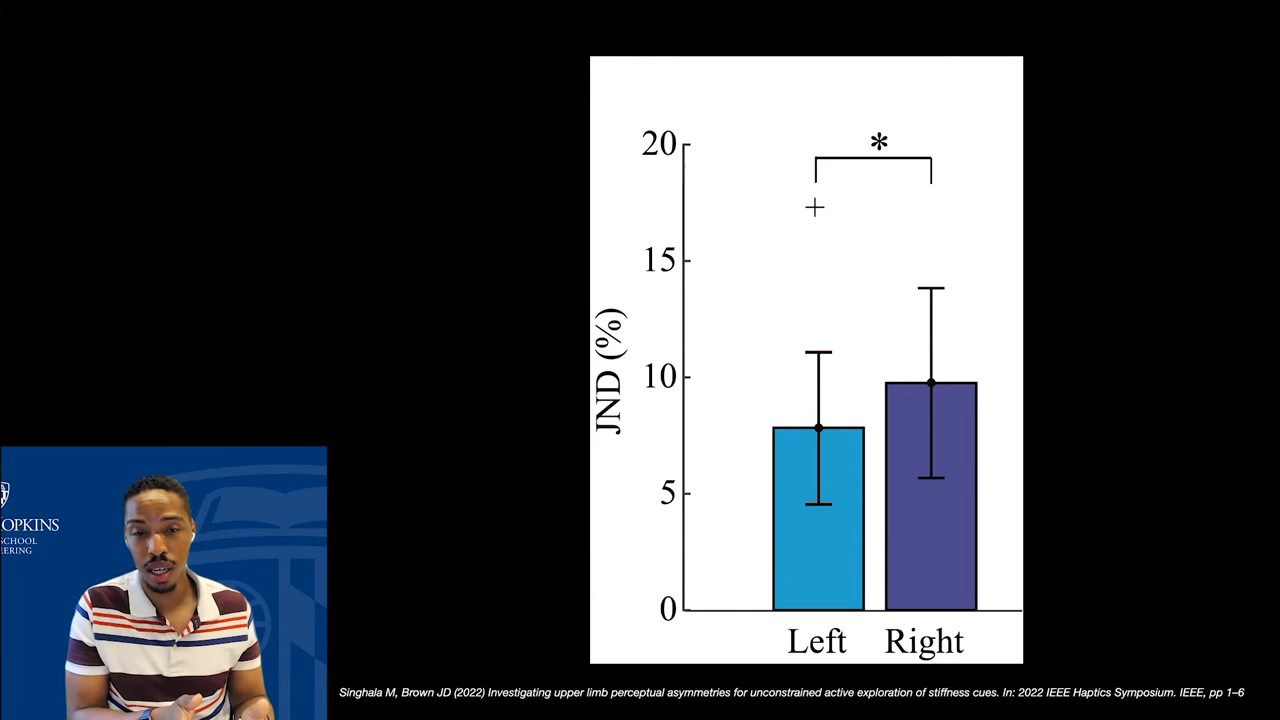 20
*
+
15
JND (%)
10
5
0
Left
Right
OPKINS
SCHOOL
EERING
Singhala M, Brown JD (2022) Investigating upper limb perceptual asymmetries for unconstrained active exploration of stiffness cues. In: 2022 IEEE Haptics Symposium. IEEE, pp 1–6